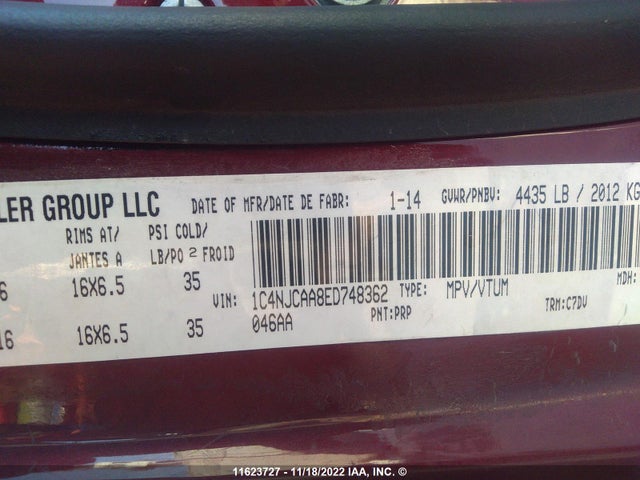 LER GROUP LLC DATE OF MFR/DATE DE FABR: 1-14 GVWR/PNBV: 4435 LB / 2012 KG
RIMS AT/ PSI COLD/
JANTES A LB/PO 2 FROID
6 16X6.5 35 MDH:
VIN: 1C4NJCAA8ED748362 TYPE: MPV/VTUM
16 16X6.5 35 046AA PNT:PRP TRM:C7DV
11623727 - 11/18/2022 IAA, INC. ©